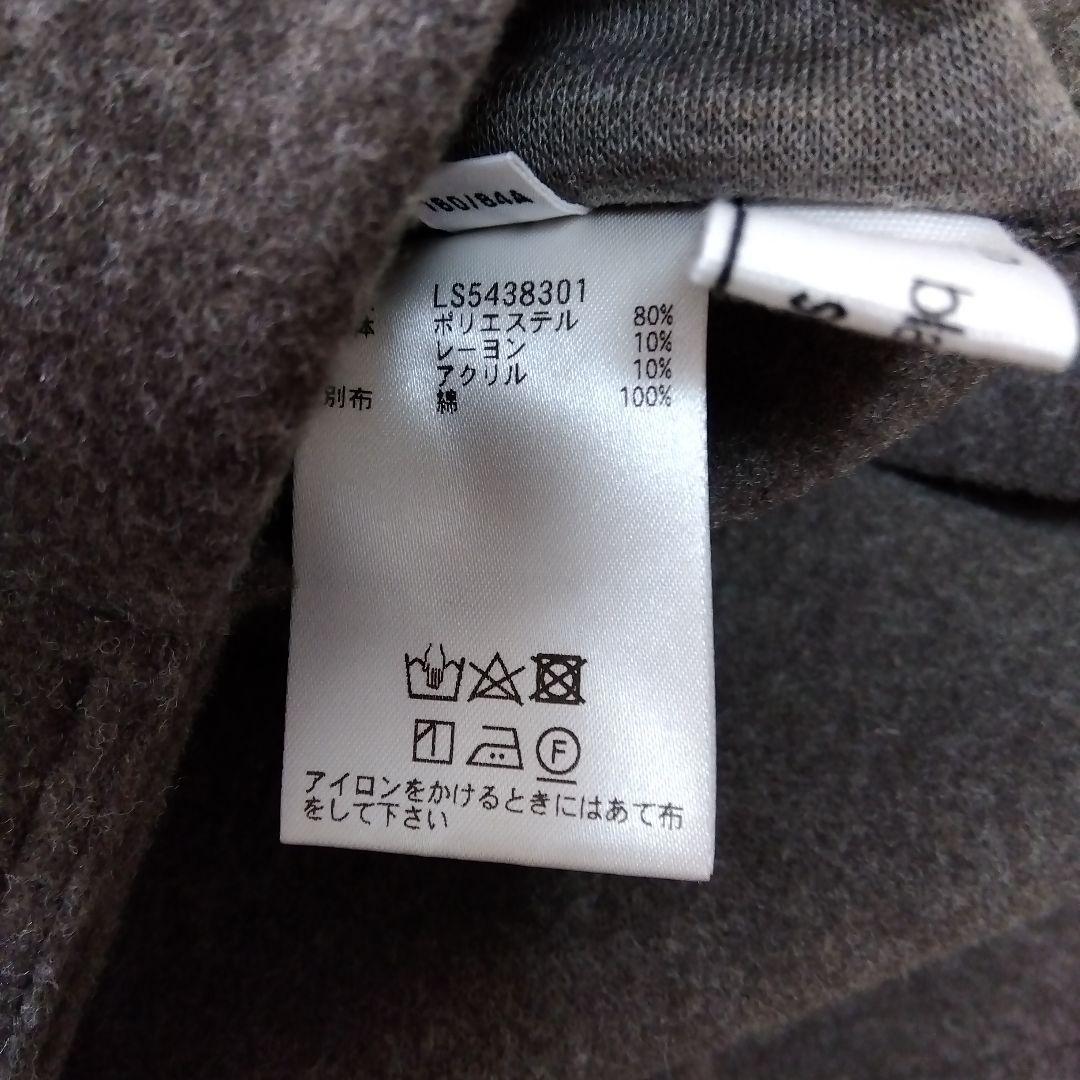 160/84A
LS5438301
本 ポリエステル 80%
レーヨン 10%
アクリル 10%
別布 綿 100%
S
F
アイロンをかけるときにはあて布
をして下さい